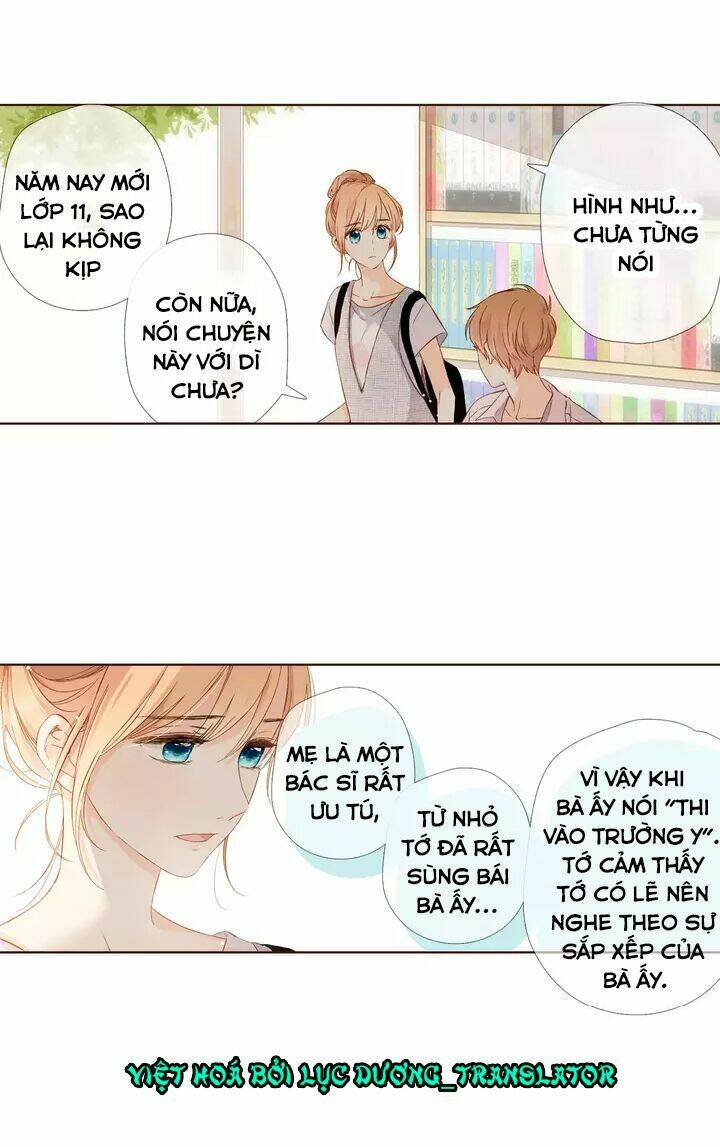 NĂM NAY MỚI
LỚP 11, SAO
LẠI KHÔNG
KỊP
CÒN NỮA,
NÓI CHUYỆN
NÀY VỚI DÌ
CHƯA?
HÌNH NHƯ...
CHƯA TỪNG
NÓI
MẸ LÀ MỘT
BÁC SĨ RẤT
ƯU TÚ,
TỪ NHỎ
TỚ ĐÃ RẤT
SÙNG BÁI
BÀ ẤY...
VÌ VẬY KHI
BÀ ẤY NÓI "THI
VÀO TRƯỜNG Y".
TỚ CẢM THẤY
TỚ CÓ LẼ NÊN
NGHE THEO SỰ
SẮP XẾP CỦA
BÀ ẤY.
VIỆT HOÁ BỞI LỤC DƯƠNG_TRANSLATOR